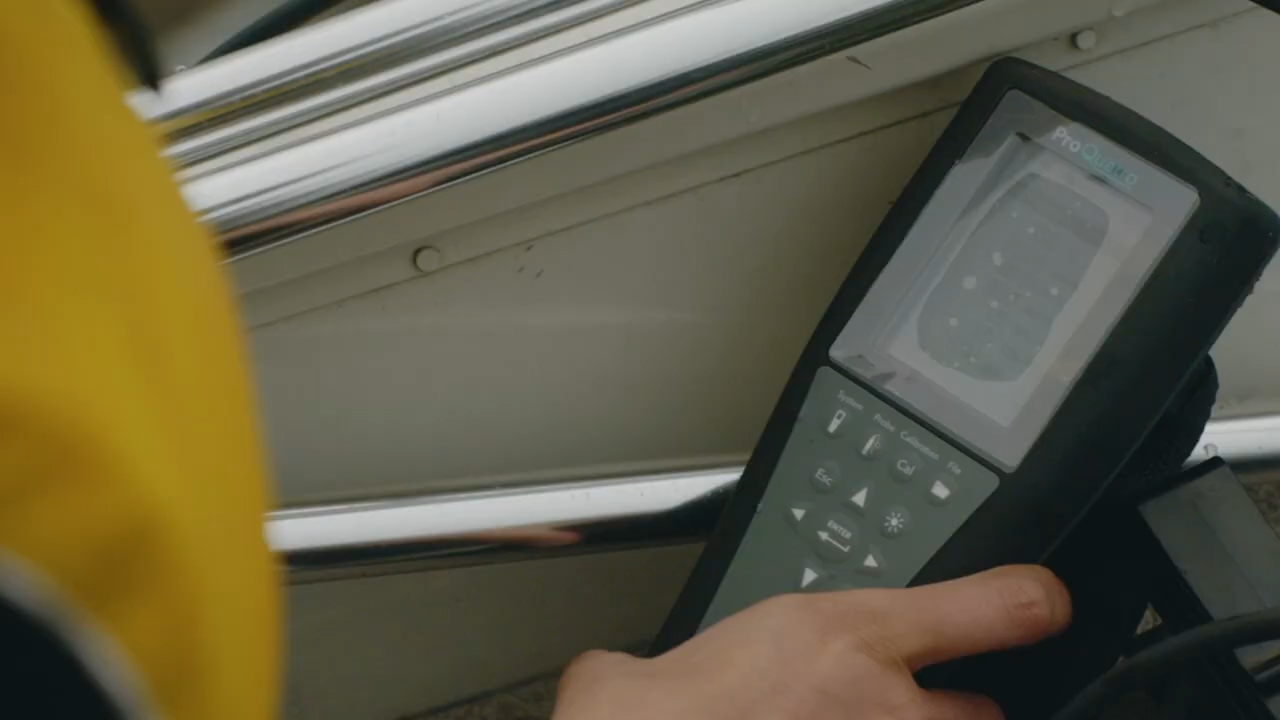 ProQuatro
System
Probe
Calibration
File
Cal
Esc
ENTER